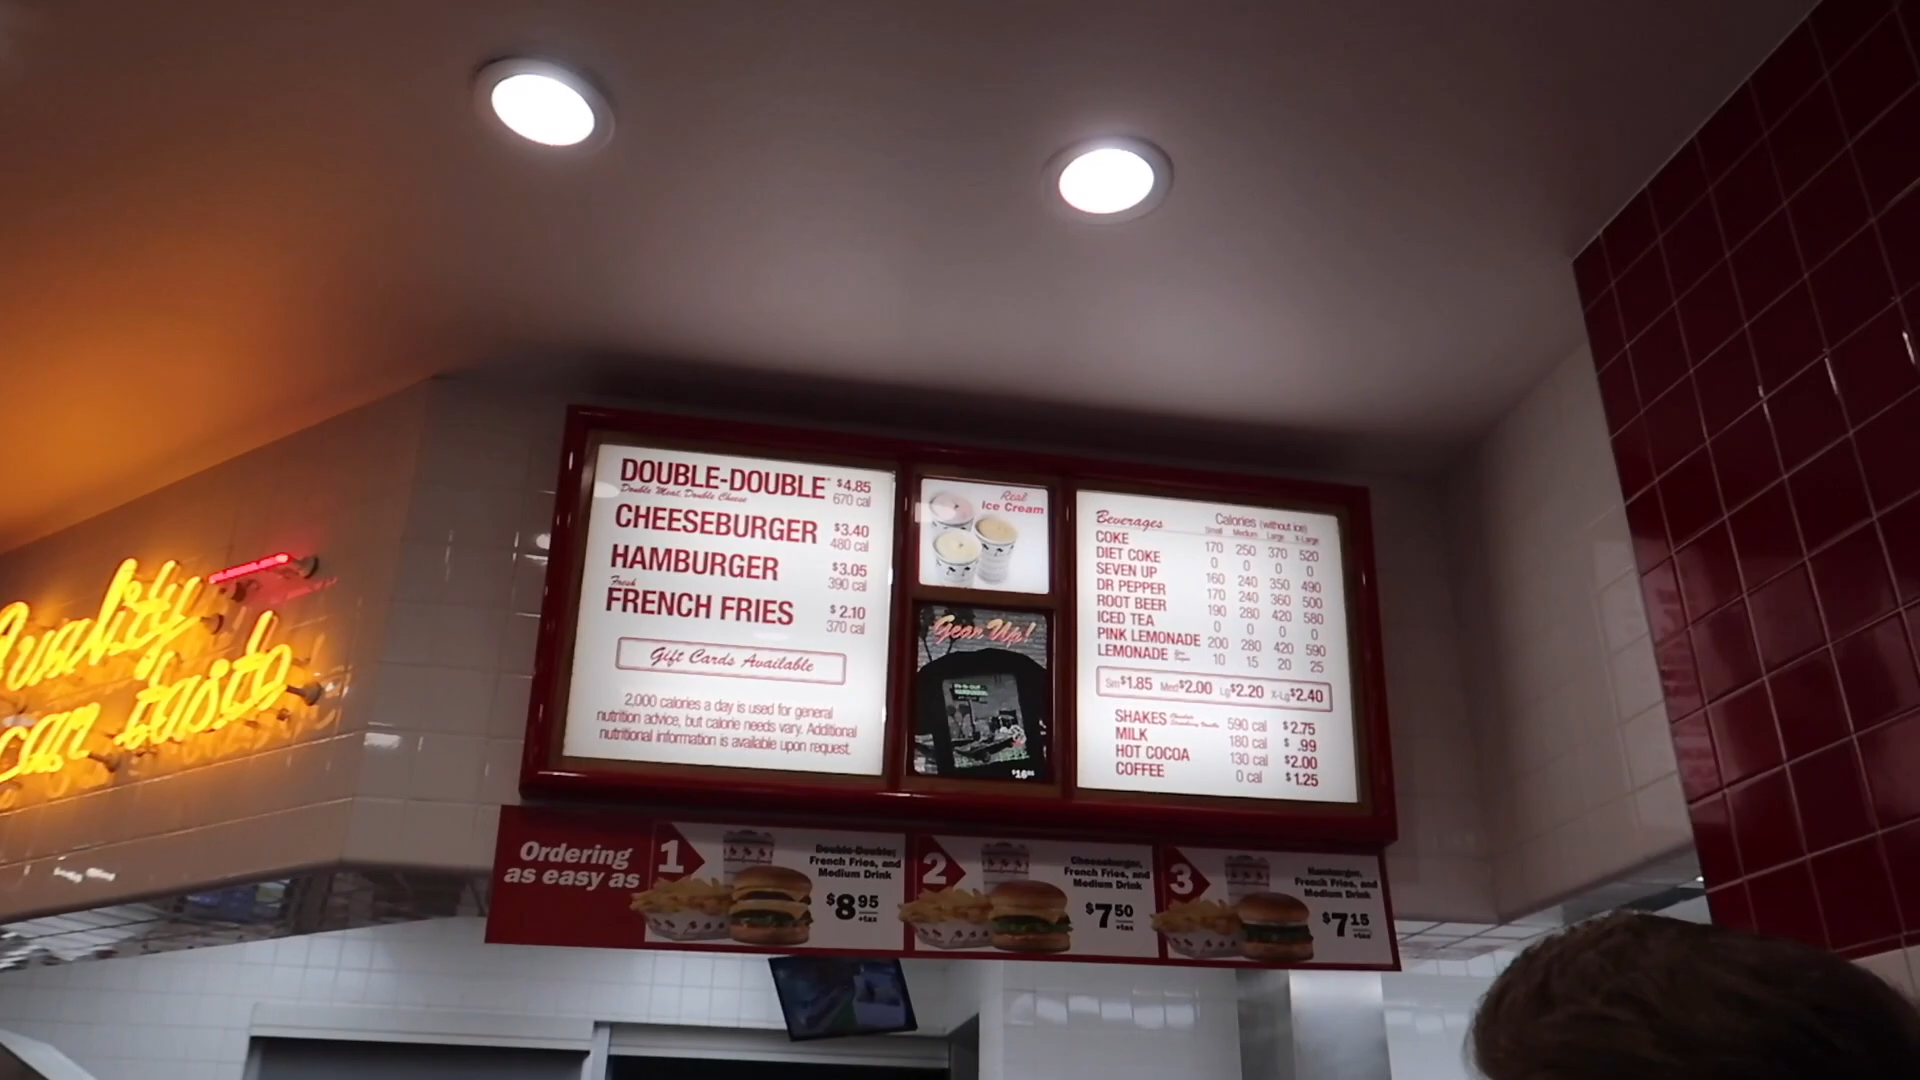 Quality
can taste
DOUBLE-DOUBLE $4.85
Double Meat, Double Cheese 670 cal
CHEESEBURGER $3.40
480 cal
HAMBURGER $3.05
390 cal
Fresh
FRENCH FRIES $2.10
370 cal
Gift Cards Available
2,000 calories a day is used for general
nutrition advice, but calorie needs vary. Additional
nutritional information is available upon request.
Real
Ice Cream
Gear Up!
Beverages Calories (without ice)
Small Medium Large X-Large
COKE 170 250 370 520
DIET COKE 0 0 0 0
SEVEN UP 160 240 350 490
DR PEPPER 170 240 360 500
ROOT BEER 190 280 420 580
ICED TEA 0 0 0 0
PINK LEMONADE 200 280 420 590
LEMONADE 10 15 20 25
Sm $1.85 Med $2.00 Lg $2.20 X-Lg $2.40
SHAKES 590 cal $2.75
MILK 180 cal $ .99
HOT COCOA 130 cal $2.00
COFFEE 0 cal $1.25
Ordering
as easy as
1
Double-Double,
French Fries, and
Medium Drink
$8.95
+tax
2
Cheeseburger,
French Fries, and
Medium Drink
$7.50
+tax
3
Hamburger,
French Fries, and
Medium Drink
$7.15
+tax